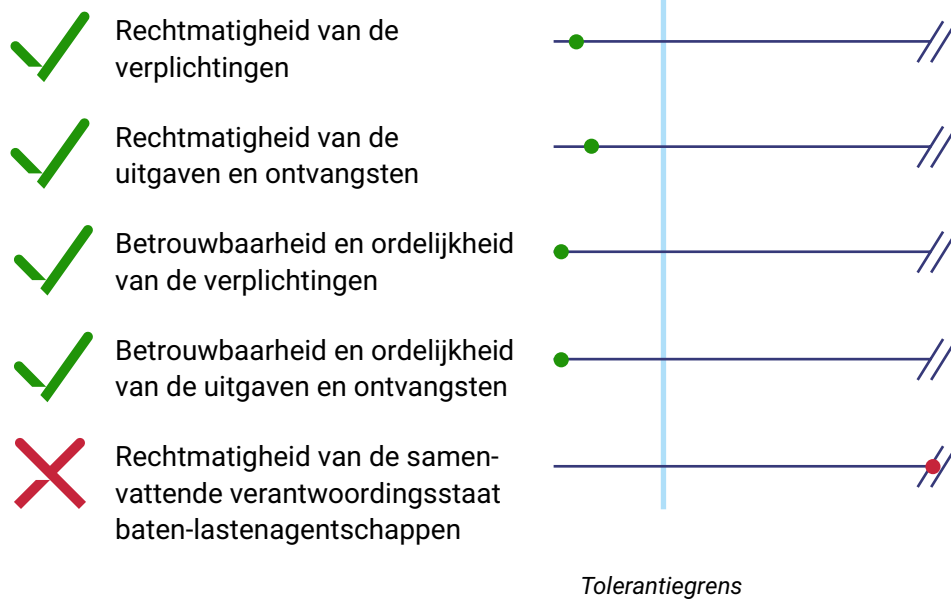 Rechtmatigheid van de
verplichtingen
Rechtmatigheid van de
uitgaven en ontvangsten
Betrouwbaarheid en ordelijkheid
van de verplichtingen
Betrouwbaarheid en ordelijkheid
van de uitgaven en ontvangsten
Rechtmatigheid van de samen-
vattende verantwoordingsstaat
baten-lastenagentschappen
Tolerantiegrens